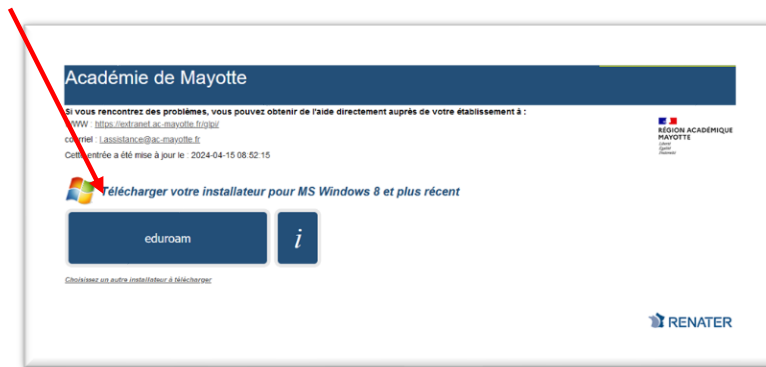 Académie de Mayotte
Si vous rencontrez des problèmes, vous pouvez obtenir de l'aide directement auprès de votre établissement à :
WWW : https://extranet.ac-mayotte.fr/glpi/
courriel : l.assistance@ac-mayotte.fr
Cette entrée a été mise à jour le : 2024-04-15 08:52:15
RÉGION ACADÉMIQUE
MAYOTTE
Liberté
Égalité
Fraternité
Télécharger votre installateur pour MS Windows 8 et plus récent
eduroam
i
Choisissez un autre installateur à télécharger
RENATER